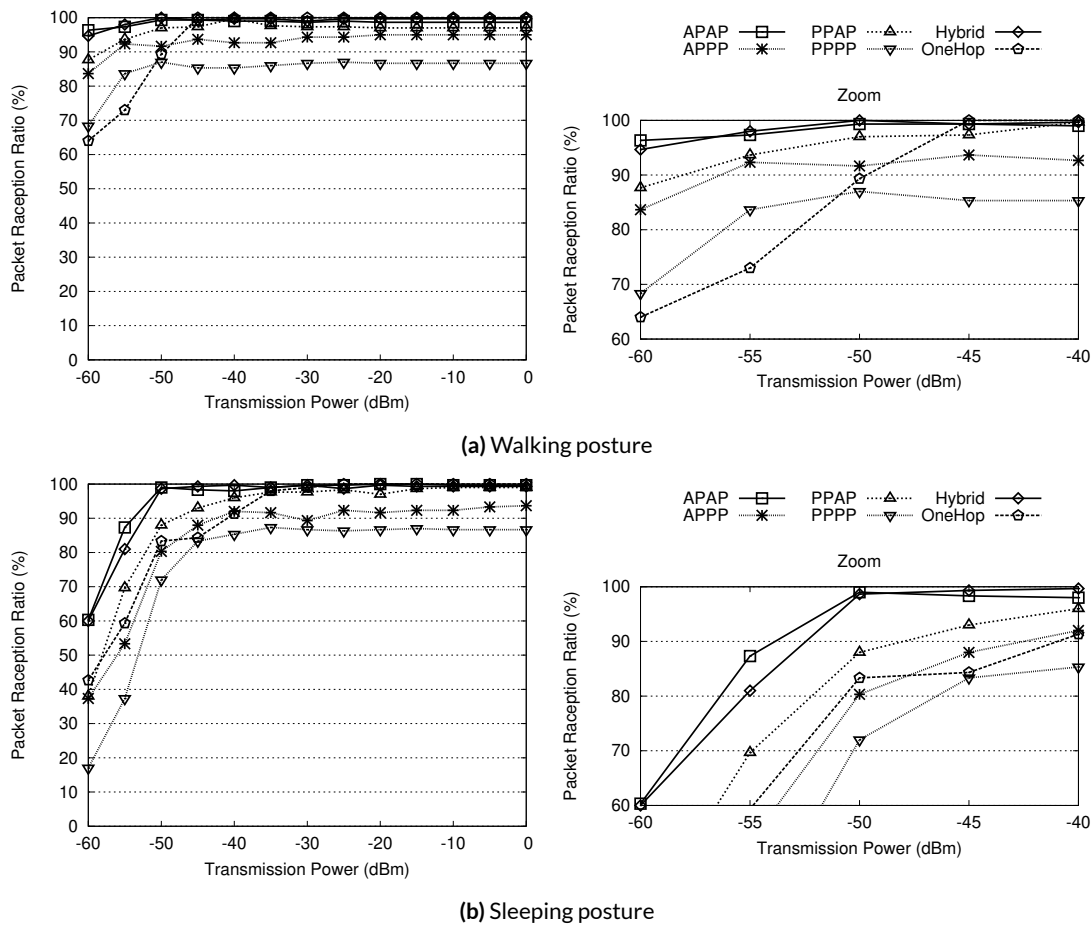 100
90
80
70
60
50
40
30
20
10
0
-60 -50 -40 -30 -20 -10 0
Packet Raception Ratio (%)
Transmission Power (dBm)
APAP PPAP Hybrid
APPP PPPP OneHop
Zoom
100
90
80
70
60
-60 -55 -50 -45 -40
Packet Raception Ratio (%)
Transmission Power (dBm)
(a) Walking posture
100
90
80
70
60
50
40
30
20
10
0
-60 -50 -40 -30 -20 -10 0
Packet Raception Ratio (%)
Transmission Power (dBm)
APAP PPAP Hybrid
APPP PPPP OneHop
Zoom
100
90
80
70
60
-60 -55 -50 -45 -40
Packet Raception Ratio (%)
Transmission Power (dBm)
(b) Sleeping posture